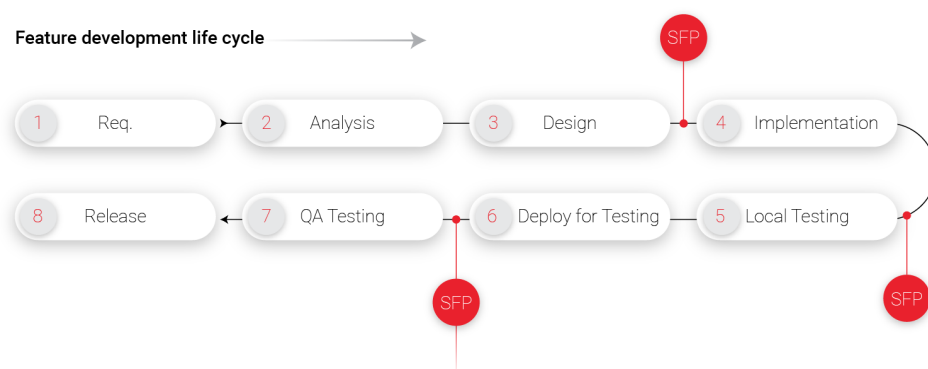 Feature development life cycle
SFP
1 Req.
2 Analysis
3 Design
4 Implementation
8 Release
7 QA Testing
6 Deploy for Testing
5 Local Testing
SFP
SFP